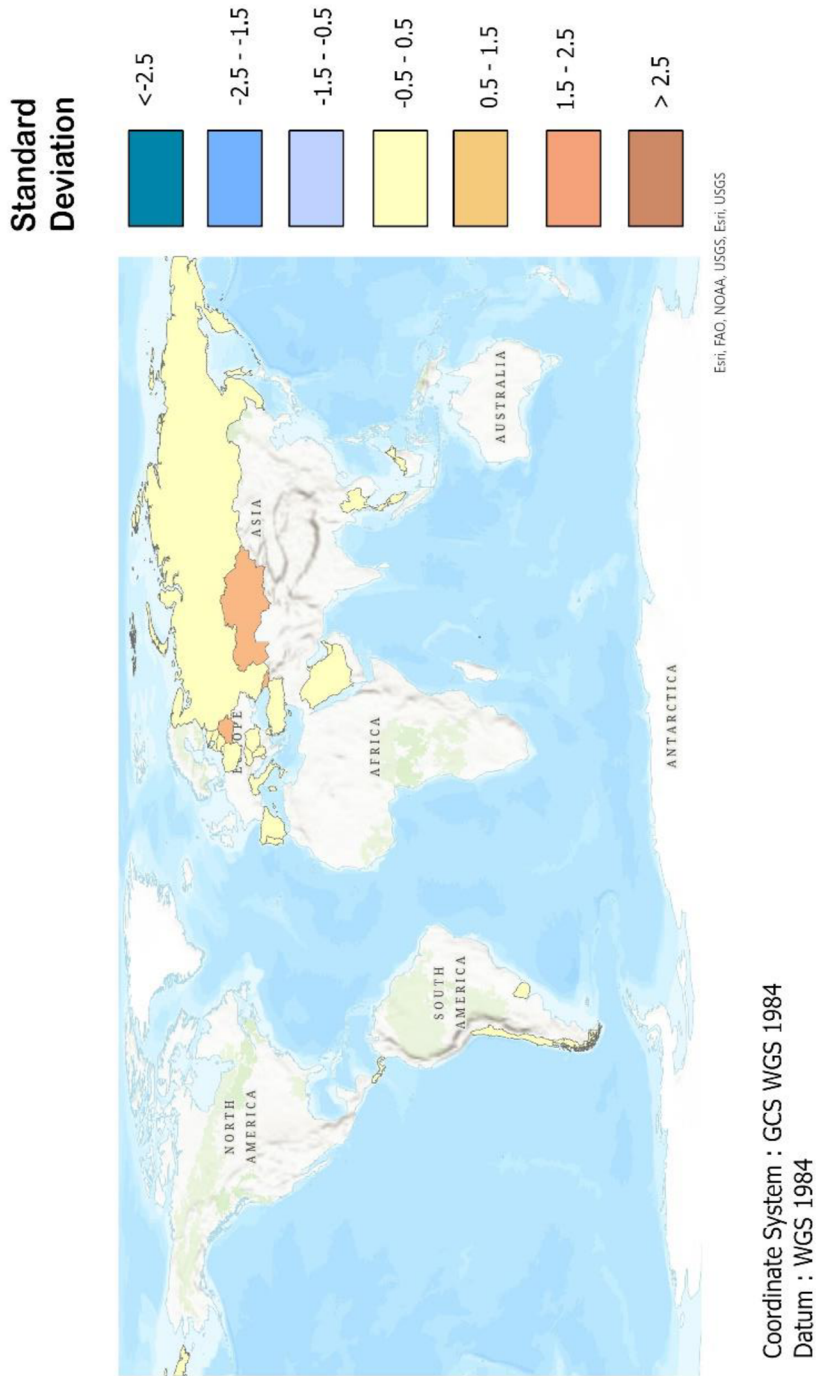 Standard
Deviation
<-2.5
-2.5 - -1.5
-1.5 - -0.5
-0.5 - 0.5
0.5 - 1.5
1.5 - 2.5
> 2.5
NORTH
AMERICA
SOUTH
AMERICA
AFRICA
ASIA
AUSTRALIA
ANTARCTICA
Esri, FAO, NOAA, USGS, Esri, USGS
Coordinate System : GCS WGS 1984
Datum : WGS 1984